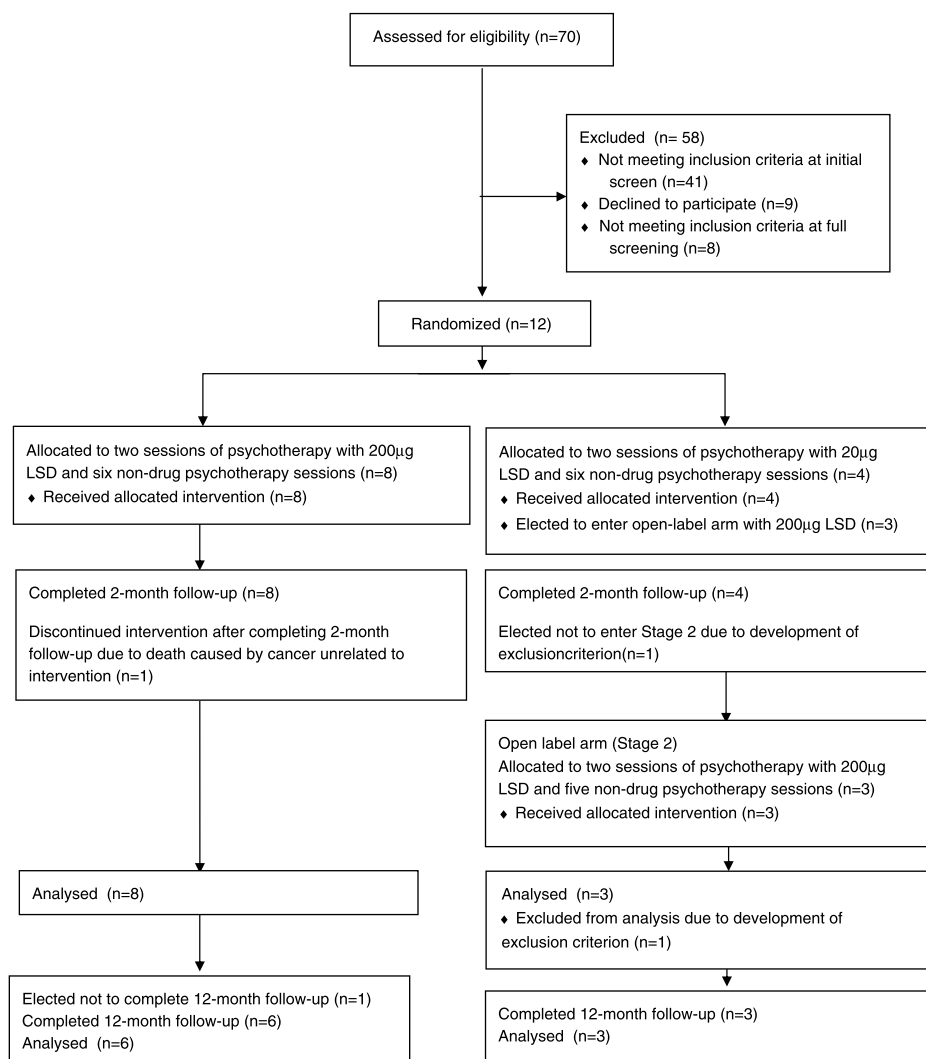 Assessed for eligibility (n=70)
Excluded (n= 58)
♦ Not meeting inclusion criteria at initial
screen (n=41)
♦ Declined to participate (n=9)
♦ Not meeting inclusion criteria at full
screening (n=8)
Randomized (n=12)
Allocated to two sessions of psychotherapy with 200µg
LSD and six non-drug psychotherapy sessions (n=8)
♦ Received allocated intervention (n=8)
Allocated to two sessions of psychotherapy with 20µg
LSD and six non-drug psychotherapy sessions (n=4)
♦ Received allocated intervention (n=4)
♦ Elected to enter open-label arm with 200µg LSD (n=3)
Completed 2-month follow-up (n=8)
Discontinued intervention after completing 2-month
follow-up due to death caused by cancer unrelated to
intervention (n=1)
Completed 2-month follow-up (n=4)
Elected not to enter Stage 2 due to development of
exclusioncriterion(n=1)
Open label arm (Stage 2)
Allocated to two sessions of psychotherapy with 200µg
LSD and five non-drug psychotherapy sessions (n=3)
♦ Received allocated intervention (n=3)
Analysed (n=8)
Analysed (n=3)
♦ Excluded from analysis due to development of
exclusion criterion (n=1)
Elected not to complete 12-month follow-up (n=1)
Completed 12-month follow-up (n=6)
Analysed (n=6)
Completed 12-month follow-up (n=3)
Analysed (n=3)